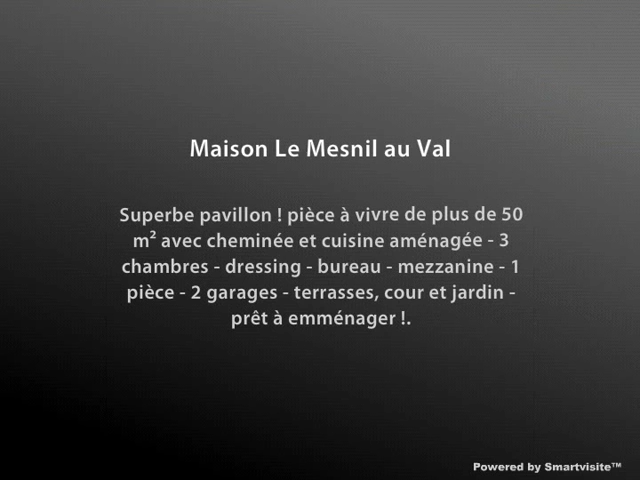 Maison Le Mesnil au Val
Superbe pavillon ! pièce à vivre de plus de 50
m² avec cheminée et cuisine aménagée - 3
chambres - dressing - bureau - mezzanine - 1
pièce - 2 garages - terrasses, cour et jardin -
prêt à emménager !.
Powered by Smartvisite™